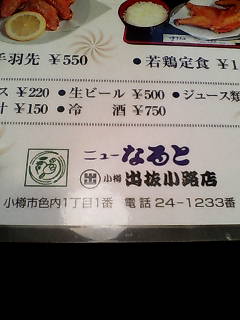 羽先 ¥550 ●若鶏定食 ¥1
ス ¥220 ●生ビール ¥500 ●ジュース類
汁 ¥150 ●冷 酒 ¥750
ニュー なると
小樽 出抜小路店
小樽市色内1丁目1番 電話 24-1233番